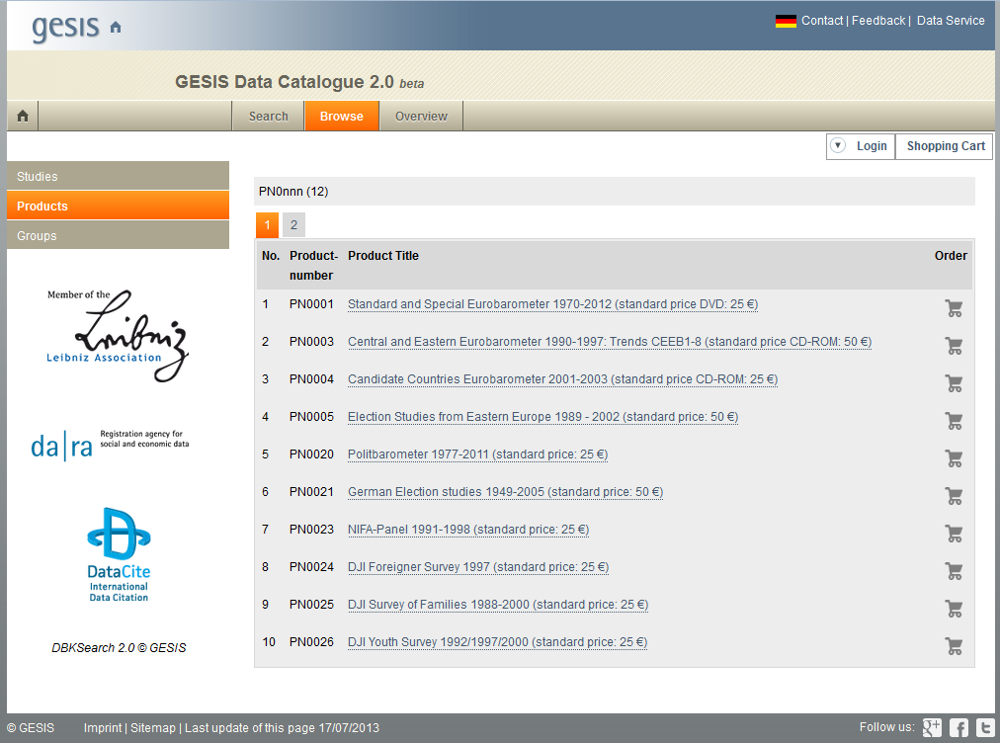 gesis
Contact | Feedback | Data Service
GESIS Data Catalogue 2.0 beta
Search Browse Overview
Login Shopping Cart
Studies
Products
Groups
Member of the
Leibniz
Leibniz Association
da|ra Registration agency for
social and economic data
DataCite
International
Data Citation
DBKSearch 2.0 © GESIS
PN0nnn (12)
1 2
No. Product-number Product Title Order
1 PN0001 Standard and Special Eurobarometer 1970-2012 (standard price DVD: 25 €)
2 PN0003 Central and Eastern Eurobarometer 1990-1997: Trends CEEB1-8 (standard price CD-ROM: 50 €)
3 PN0004 Candidate Countries Eurobarometer 2001-2003 (standard price CD-ROM: 25 €)
4 PN0005 Election Studies from Eastern Europe 1989 - 2002 (standard price: 50 €)
5 PN0020 Politbarometer 1977-2011 (standard price: 25 €)
6 PN0021 German Election studies 1949-2005 (standard price: 50 €)
7 PN0023 NIFA-Panel 1991-1998 (standard price: 25 €)
8 PN0024 DJI Foreigner Survey 1997 (standard price: 25 €)
9 PN0025 DJI Survey of Families 1988-2000 (standard price: 25 €)
10 PN0026 DJI Youth Survey 1992/1997/2000 (standard price: 25 €)
© GESIS Imprint | Sitemap | Last update of this page 17/07/2013 Follow us: g+ f t